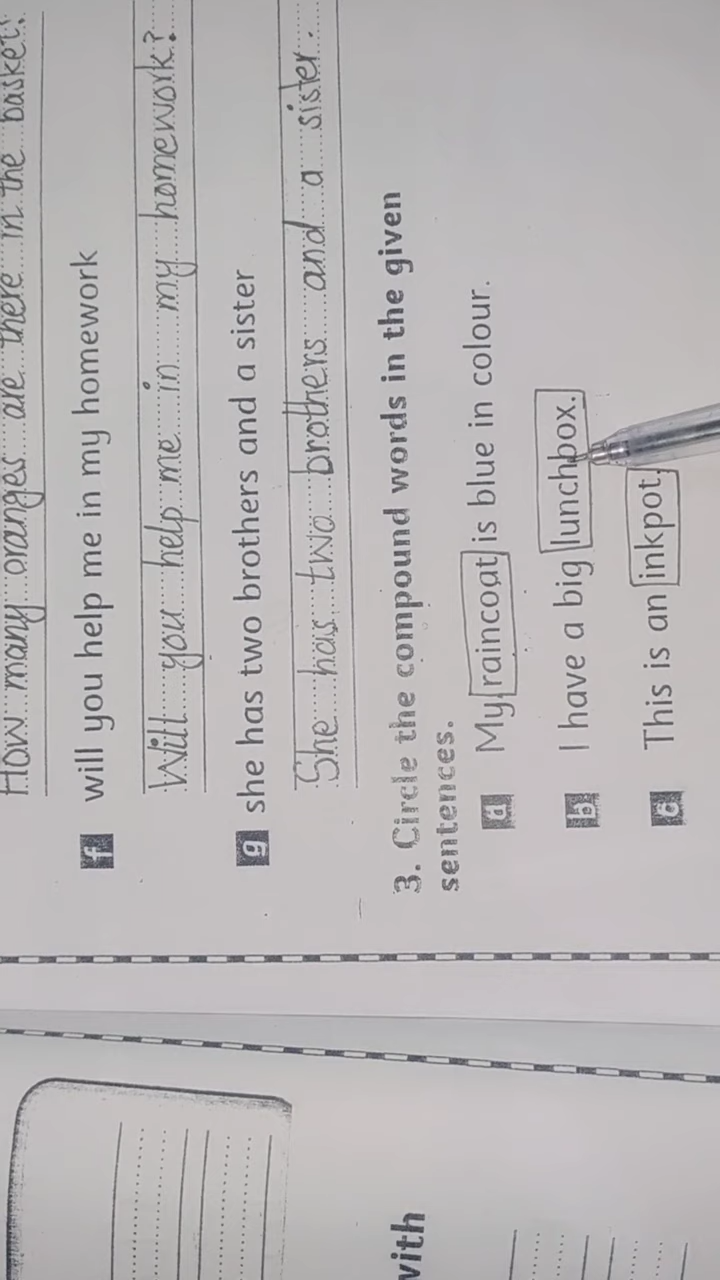 How many oranges are there in the basket?
f will you help me in my homework
Will you help me in my homework?
g she has two brothers and a sister
She has two brothers and a sister.
3. Circle the compound words in the given
sentences.
a My raincoat is blue in colour.
b I have a big lunchbox.
c This is an inkpot.
with